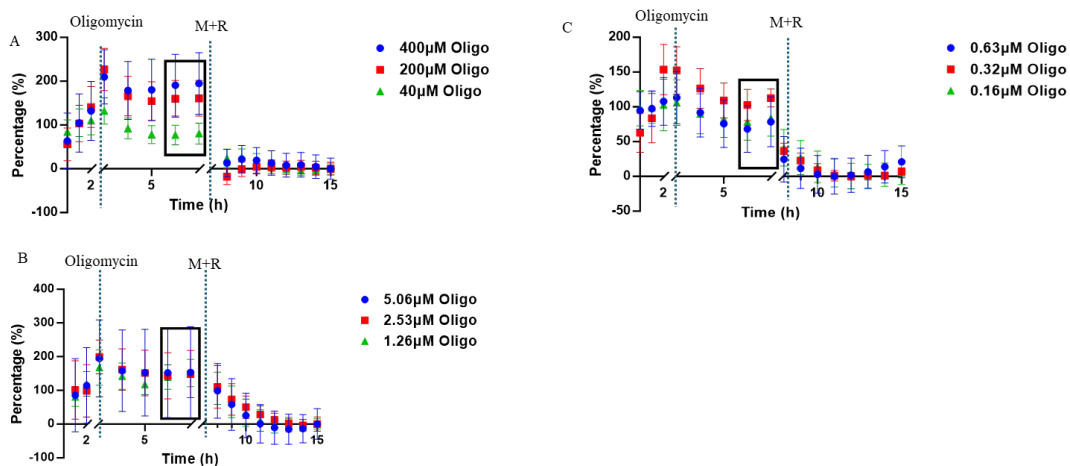 A
Oligomycin
M+R
Percentage (%)
300
200
100
0
-100
2
5
10
15
Time (h)
400µM Oligo
200µM Oligo
40µM Oligo
C
Oligomycin
M+R
Percentage (%)
200
150
100
50
0
-50
2
5
10
15
Time (h)
0.63µM Oligo
0.32µM Oligo
0.16µM Oligo
B
Oligomycin
M+R
Percentage (%)
400
300
200
100
0
-100
2
5
10
15
Time (h)
5.06µM Oligo
2.53µM Oligo
1.26µM Oligo